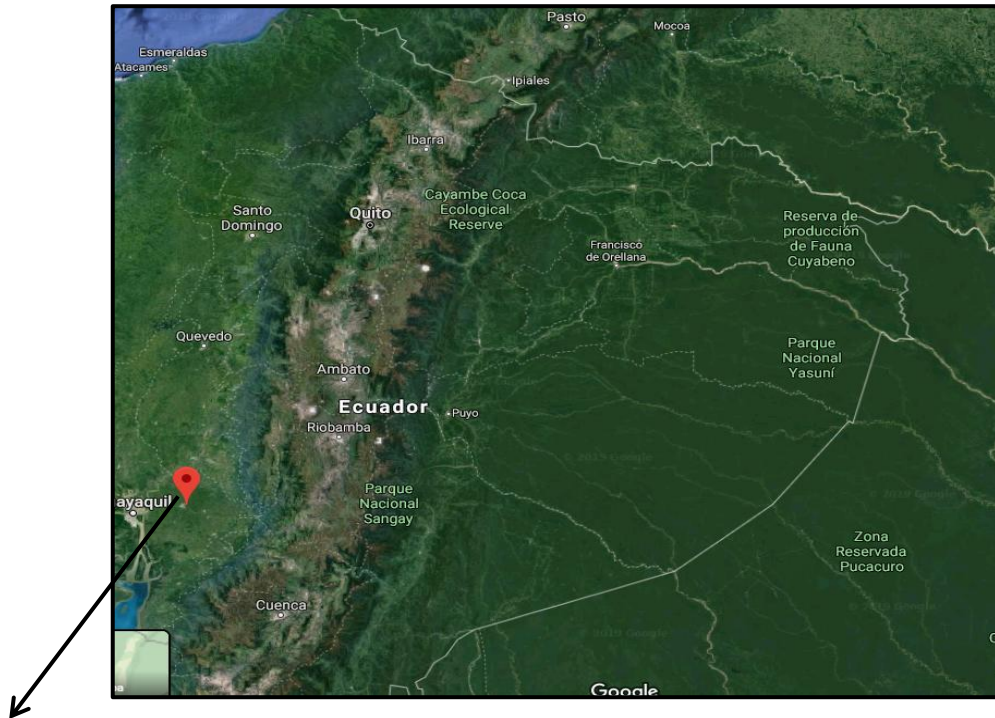 Pasto
Mocoa
Esmeraldas
Atacames
Ipiales
Ibarra
Cayambe Coca
Ecological
Reserve
Santo
Domingo
Quito
Reserva de
producción
de Fauna
Cuyabeno
Francisco
de Orellana
Quevedo
Parque
Nacional
Yasuní
Ambato
Ecuador
Puyo
Riobamba
ayaquil
Parque
Nacional
Sangay
Zona
Reservada
Pucacuro
Cuenca
Google